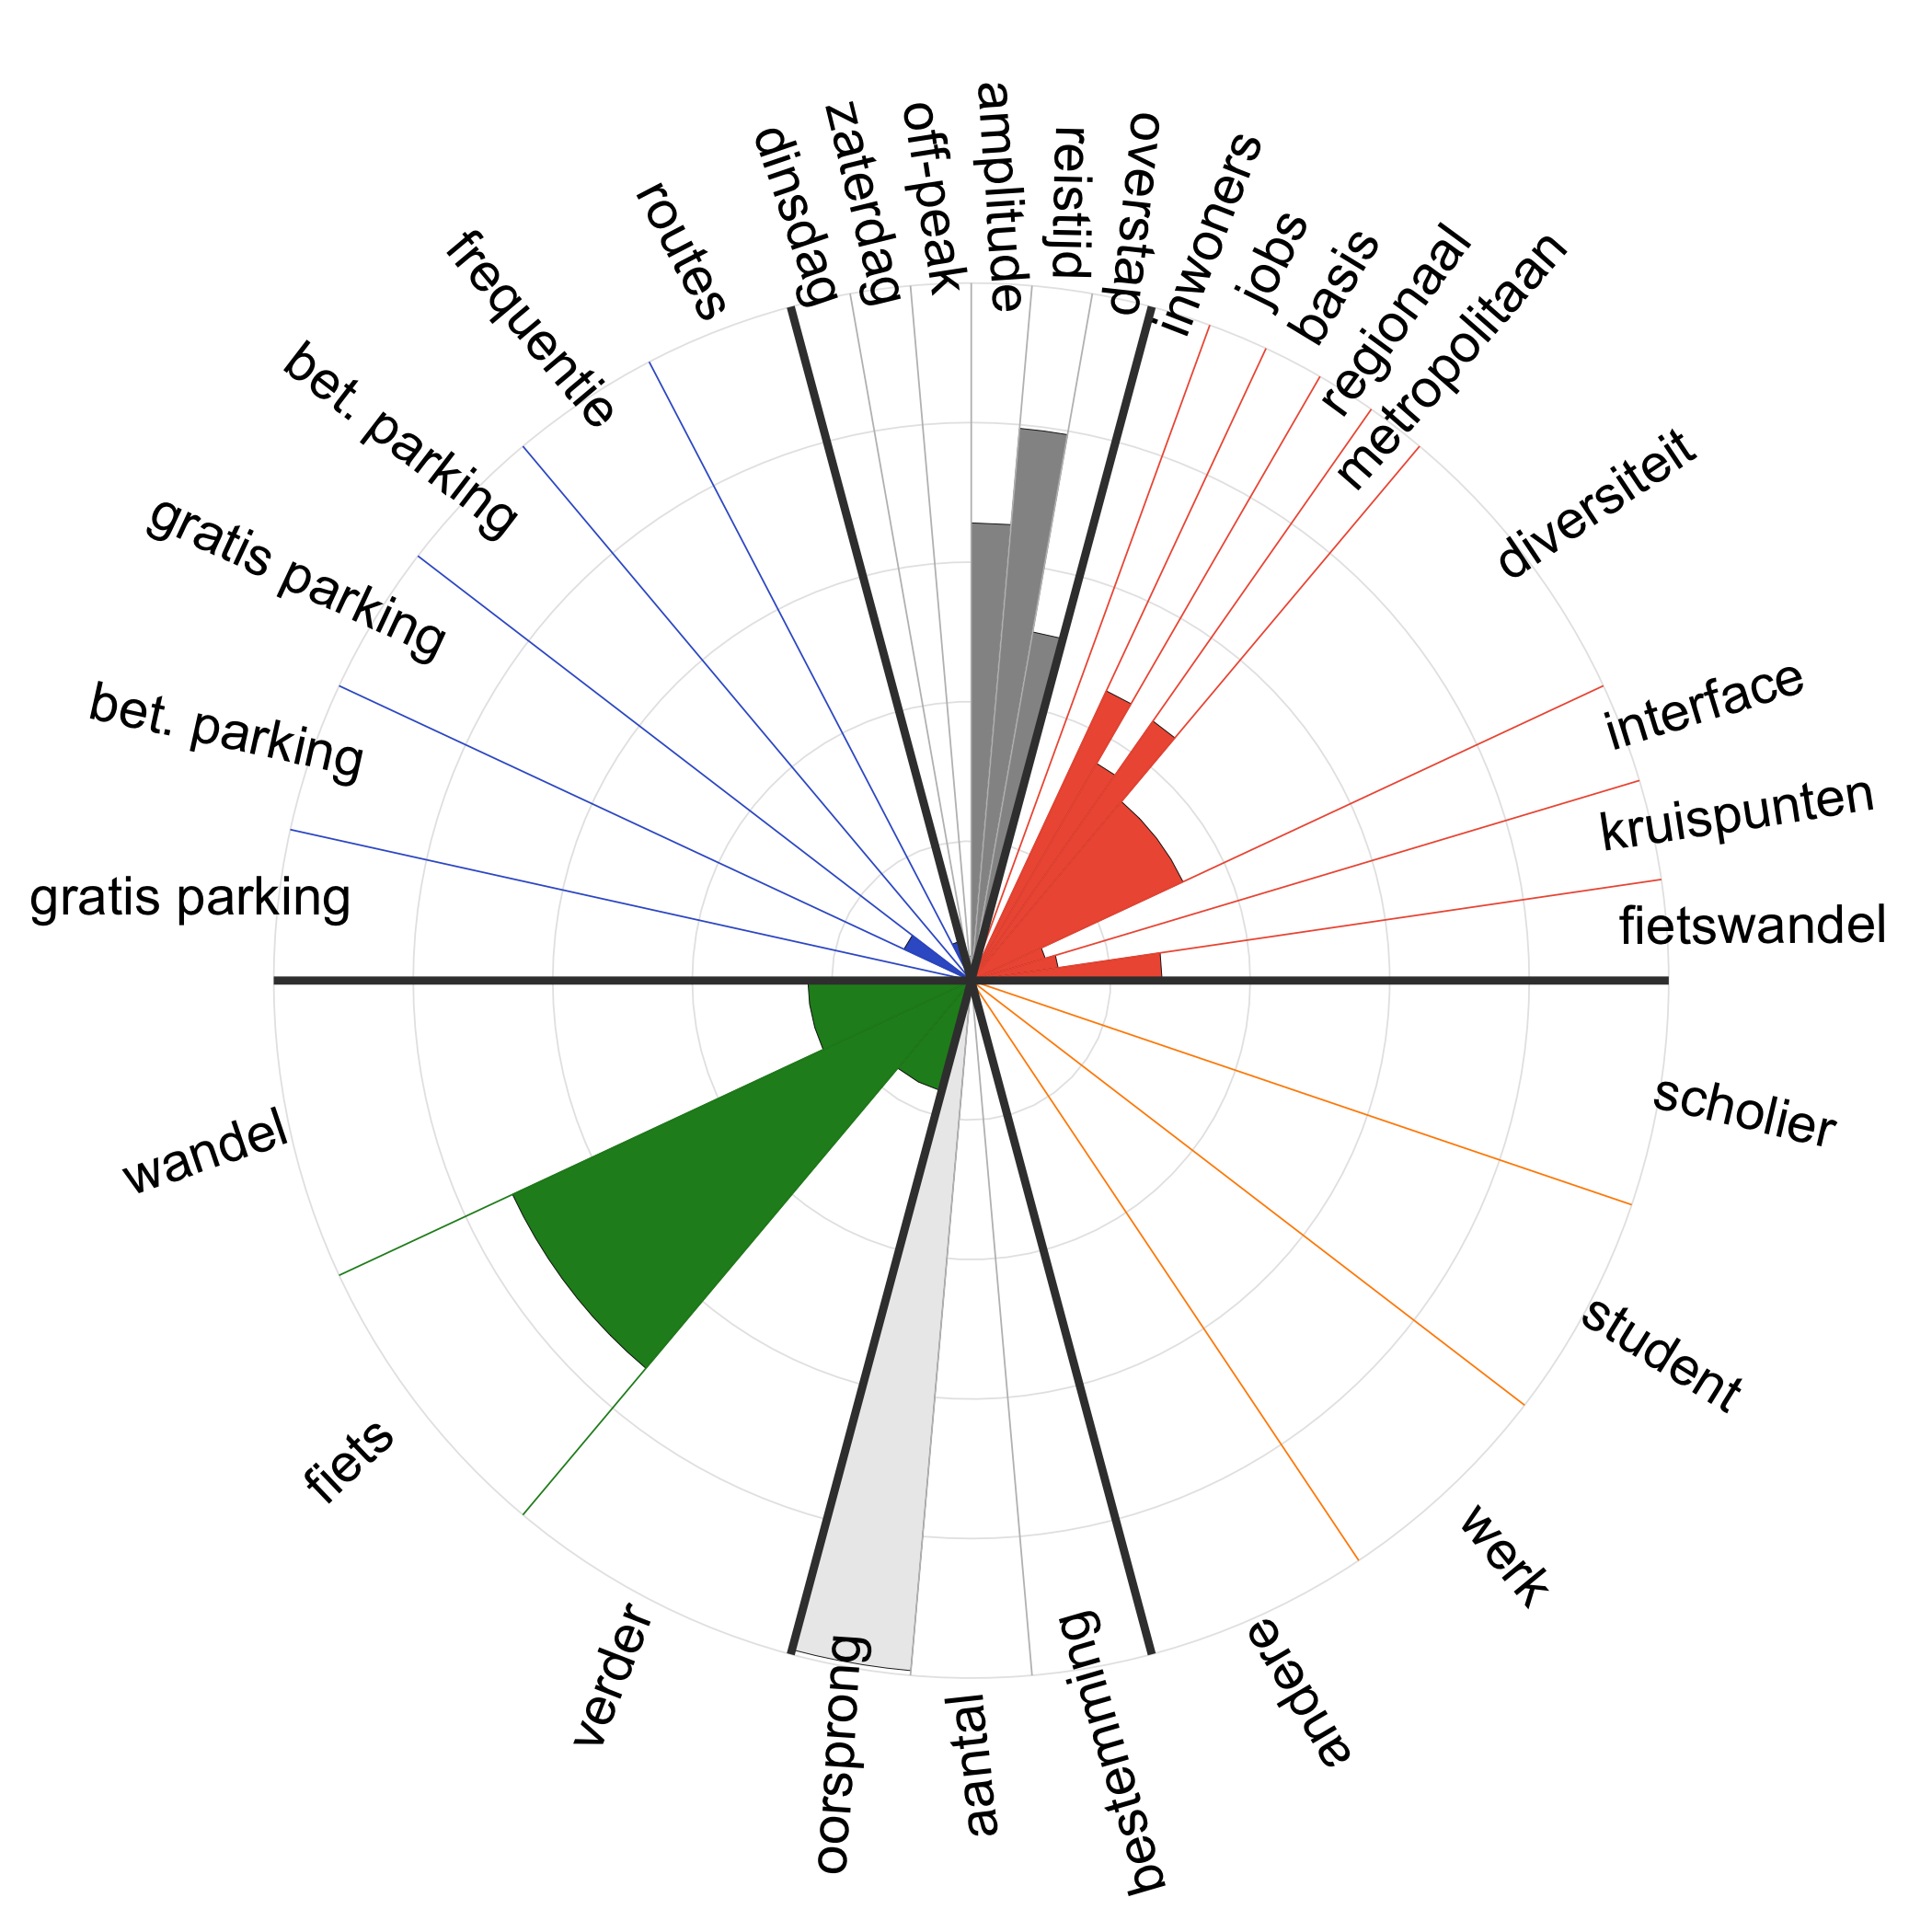 dinsdag
zaterdag
off-peak
amplitude
reistijd
overstap
inwoners
jobs
basis
regionaal
metropolitaan
diversiteit
interface
kruispunten
fietswandel
scholier
student
werk
andere
bestemming
aantal
oorsprong
verder
fiets
wandel
gratis parking
bet. parking
gratis parking
bet. parking
frequentie
routes